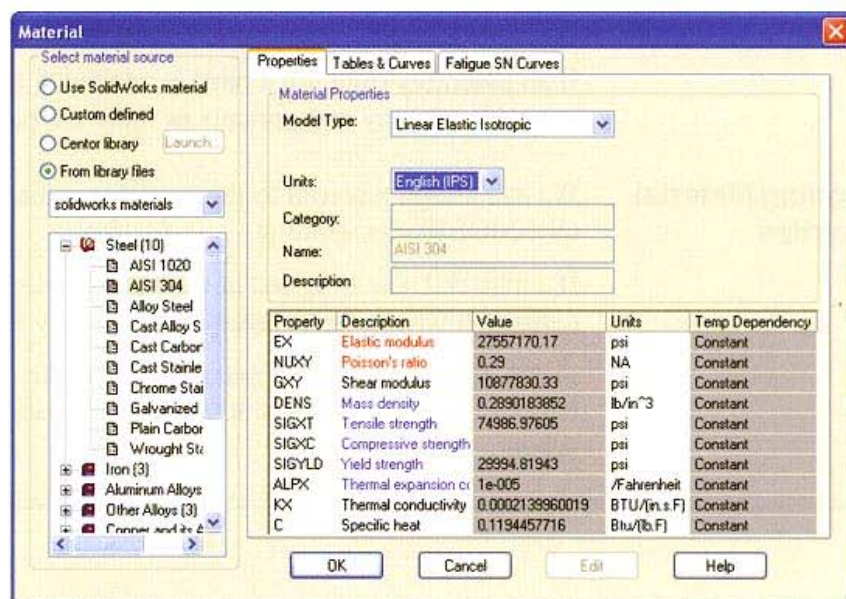 Material
Select material source
Use SolidWorks material
Custom defined
Centor library Launch
From library files
solidworks materials
Steel (10)
AISI 1020
AISI 304
Alloy Steel
Cast Alloy S
Cast Carbor
Cast Stainle
Chrome Stai
Galvanized
Plain Carbor
Wrought Sta
Iron (3)
Aluminum Alloys
Other Alloys (3)
Copper and its A
Properties Tables & Curves Fatigue SN Curves
Material Properties
Model Type: Linear Elastic Isotropic
Units: English (IPS)
Category:
Name: AISI 304
Description
Property Description Value Units Temp Dependency
EX Elastic modulus 27557170.17 psi Constant
NUXY Poisson's ratio 0.29 NA Constant
GXY Shear modulus 10877830.33 psi Constant
DENS Mass density 0.2890183852 lb/in^3 Constant
SIGXT Tensile strength 74986.97605 psi Constant
SIGXC Compressive strength psi Constant
SIGYLD Yield strength 29994.81943 psi Constant
ALPX Thermal expansion co 1e-005 /Fahrenheit Constant
KX Thermal conductivity 0.0002139960019 BTU/(in.s.F) Constant
C Specific heat 0.1194457716 Btu/(lb.F) Constant
OK Cancel Edit Help